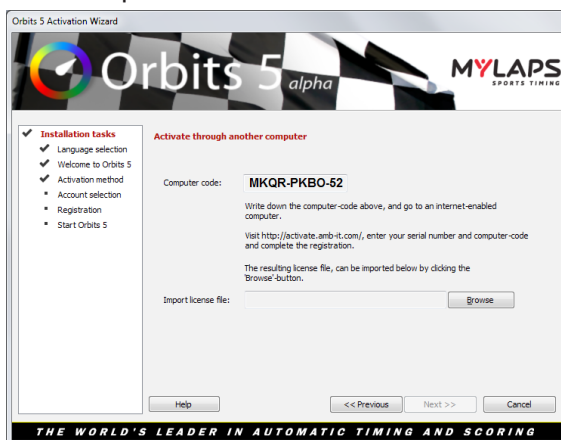 Orbits 5 Activation Wizard
Orbits 5 alpha
MYLAPS
SPORTS TIMING
Installation tasks
Language selection
Welcome to Orbits 5
Activation method
Account selection
Registration
Start Orbits 5
Activate through another computer
Computer code: MKQR-PKBO-52
Write down the computer-code above, and go to an internet-enabled
computer.
Visit http://activate.amb-it.com/, enter your serial number and computer-code
and complete the registration.
The resulting license file, can be imported below by clicking the
'Browse'-button.
Import license file: Browse
Help << Previous Next >> Cancel
THE WORLD'S LEADER IN AUTOMATIC TIMING AND SCORING